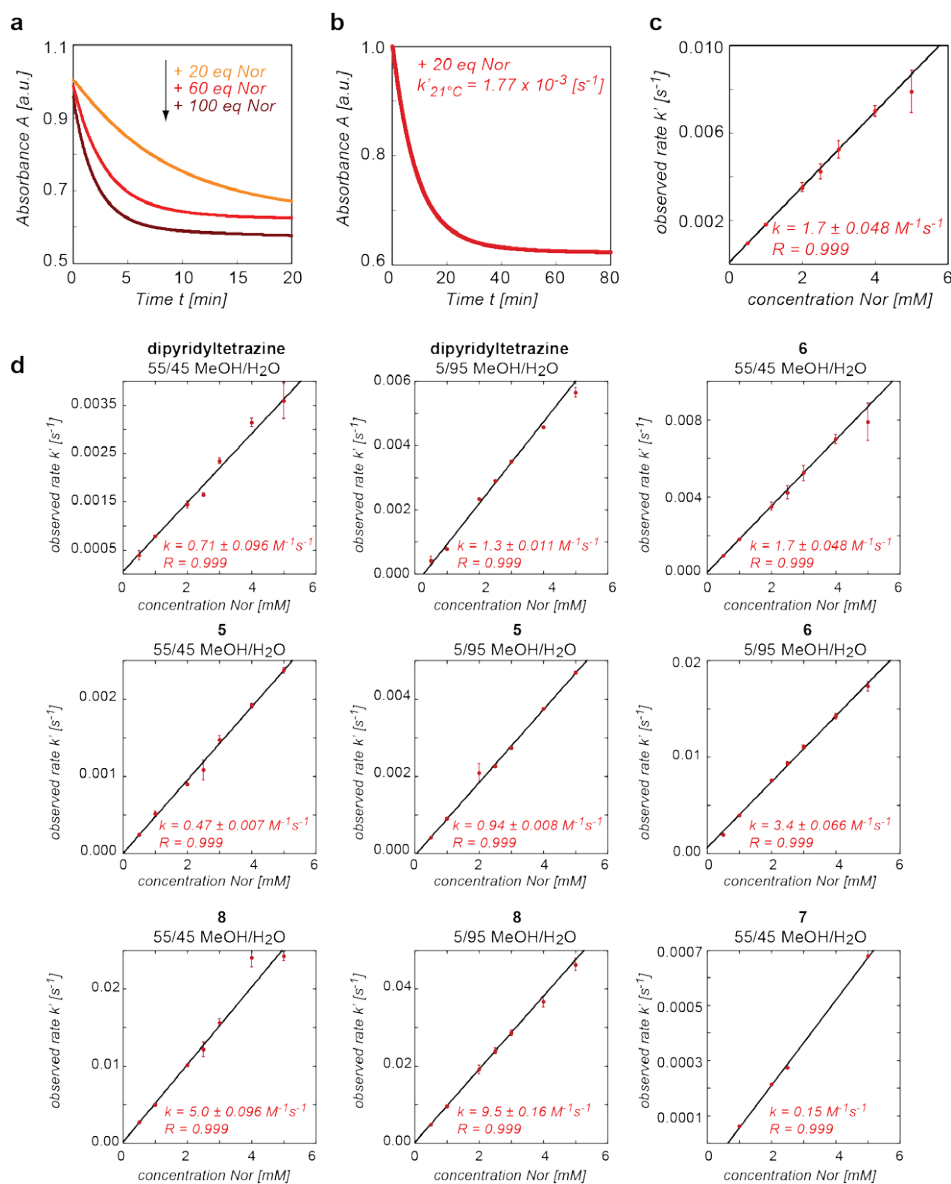 a
Absorbance A [a.u.]
1.1
0.9
0.7
0.5
+ 20 eq Nor
+ 60 eq Nor
+ 100 eq Nor
0 5 10 15 20
Time t [min]
b
Absorbance A [a.u.]
1.0
0.8
0.6
+ 20 eq Nor
k'21°C = 1.77 x 10-3 [s-1]
0 20 40 60 80
Time t [min]
c
observed rate k' [s-1]
0.010
0.006
0.002
k = 1.7 ± 0.048 M-1s-1
R = 0.999
0 2 4 6
concentration Nor [mM]
d
dipyridyltetrazine
55/45 MeOH/H2O
observed rate k' [s-1]
0.0035
0.0015
0.0005
k = 0.71 ± 0.096 M-1s-1
R = 0.999
0 2 4 6
concentration Nor [mM]
dipyridyltetrazine
5/95 MeOH/H2O
observed rate k' [s-1]
0.006
0.004
0.002
0.000
k = 1.3 ± 0.011 M-1s-1
R = 0.999
0 2 4 6
concentration Nor [mM]
6
55/45 MeOH/H2O
observed rate k' [s-1]
0.008
0.004
0.000
k = 1.7 ± 0.048 M-1s-1
R = 0.999
0 2 4 6
concentration Nor [mM]
5
55/45 MeOH/H2O
observed rate k' [s-1]
0.002
0.001
0.000
k = 0.47 ± 0.007 M-1s-1
R = 0.999
0 2 4 6
concentration Nor [mM]
5
5/95 MeOH/H2O
observed rate k' [s-1]
0.004
0.002
0.000
k = 0.94 ± 0.008 M-1s-1
R = 0.999
0 2 4 6
concentration Nor [mM]
6
5/95 MeOH/H2O
observed rate k' [s-1]
0.02
0.01
0.000
k = 3.4 ± 0.066 M-1s-1
R = 0.999
0 2 4 6
concentration Nor [mM]
8
55/45 MeOH/H2O
observed rate k' [s-1]
0.02
0.01
0.00
k = 5.0 ± 0.096 M-1s-1
R = 0.999
0 2 4 6
concentration Nor [mM]
8
5/95 MeOH/H2O
observed rate k' [s-1]
0.04
0.02
0.00
k = 9.5 ± 0.16 M-1s-1
R = 0.999
0 2 4 6
concentration Nor [mM]
7
55/45 MeOH/H2O
observed rate k' [s-1]
0.0007
0.0003
0.0001
k = 0.15 M-1s-1
R = 0.999
0 2 4 6
concentration Nor [mM]